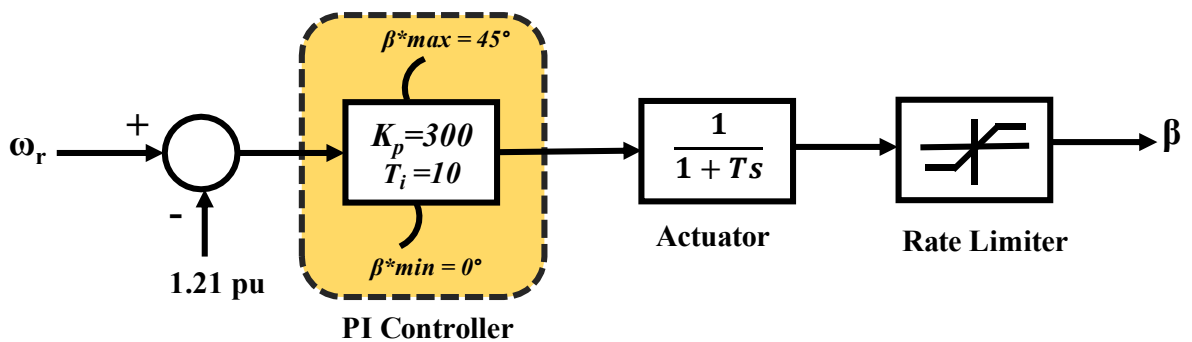 β*max = 45°
+
ωr
Kp=300
Ti =10
1
1 + Ts
β
-
Actuator
Rate Limiter
1.21 pu
β*min = 0°
PI Controller